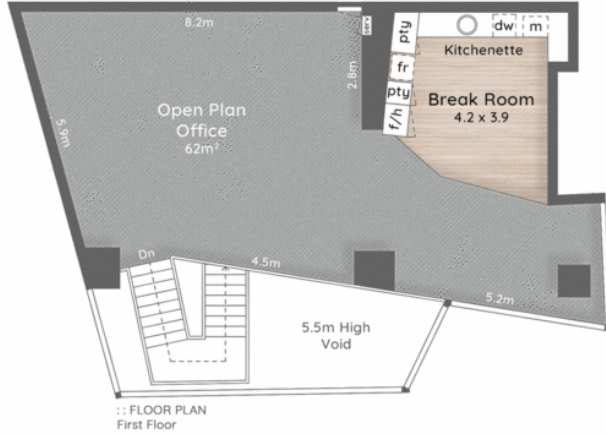 8.2m
serv
pty
dw
m
Kitchenette
2.8m
fr
pty
f/h
Break Room
4.2 x 3.9
Open Plan
Office
62m²
5.9m
Dn
4.5m
5.2m
5.5m High
Void
:: FLOOR PLAN
First Floor